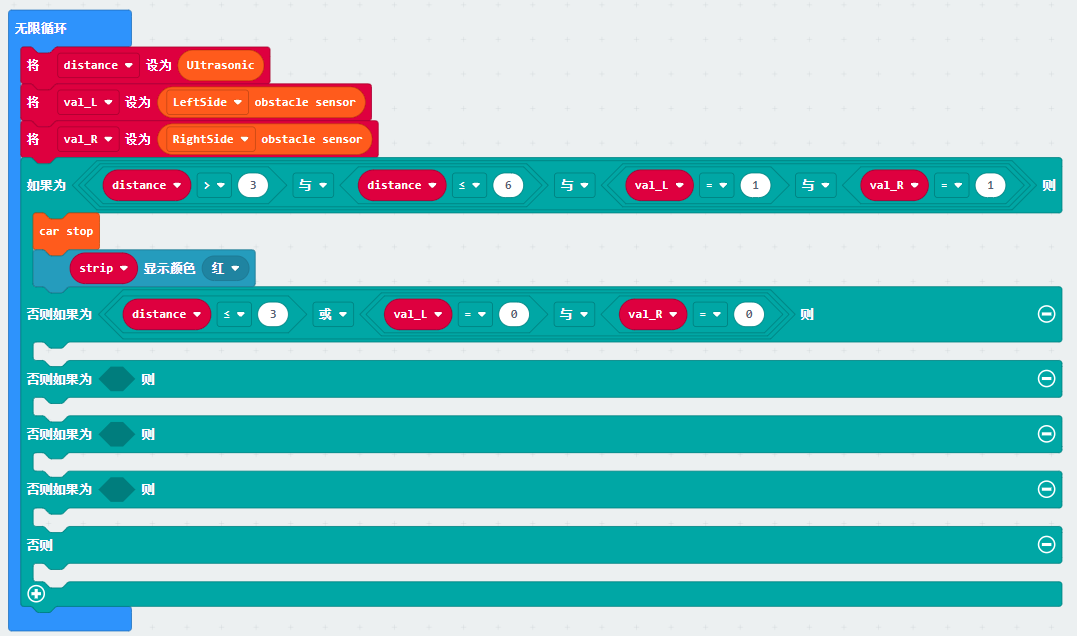 无限循环
将 distance 设为 Ultrasonic
将 val_L 设为 LeftSide obstacle sensor
将 val_R 设为 RightSide obstacle sensor
如果为 distance > 3 与 distance ≤ 6 与 val_L = 1 与 val_R = 1 则
car stop
strip 显示颜色 红
否则如果为 distance ≤ 3 或 val_L = 0 与 val_R = 0 则
否则如果为 则
否则如果为 则
否则如果为 则
否则